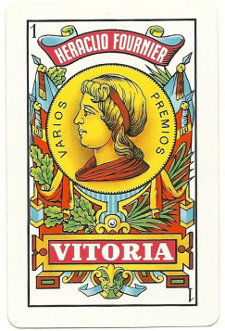 1
HERACLIO FOURNIER
VARIOS PREMIOS
VITORIA
1